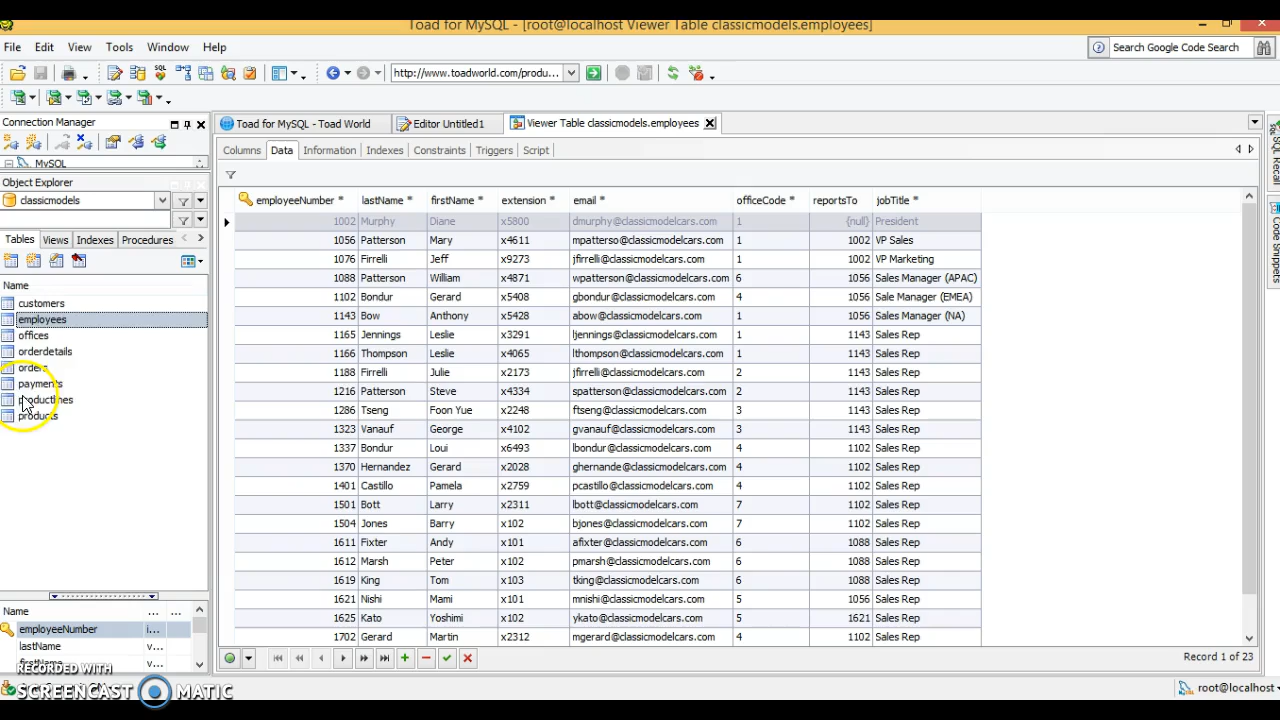 Toad for MySQL - [root@localhost Viewer Table classicmodels.employees]
File Edit View Tools Window Help
Search Google Code Search
http://www.toadworld.com/produ...
Connection Manager
MySQL
Object Explorer
classicmodels
Tables Views Indexes Procedures
Name
customers
employees
offices
orderdetails
orders
payments
productlines
products
Name ... ...
employeeNumber i...
lastName v...
firstName v...
RECORDED WITH
SCREENCAST MATIC
Toad for MySQL - Toad World Editor Untitled1 Viewer Table classicmodels.employees
Columns Data Information Indexes Constraints Triggers Script
employeeNumber * lastName * firstName * extension * email * officeCode * reportsTo jobTitle *
1002 Murphy Diane x5800 dmurphy@classicmodelcars.com 1 {null} President
1056 Patterson Mary x4611 mpatterso@classicmodelcars.com 1 1002 VP Sales
1076 Firrelli Jeff x9273 jfirrelli@classicmodelcars.com 1 1002 VP Marketing
1088 Patterson William x4871 wpatterson@classicmodelcars.com 6 1056 Sales Manager (APAC)
1102 Bondur Gerard x5408 gbondur@classicmodelcars.com 4 1056 Sale Manager (EMEA)
1143 Bow Anthony x5428 abow@classicmodelcars.com 1 1056 Sales Manager (NA)
1165 Jennings Leslie x3291 ljennings@classicmodelcars.com 1 1143 Sales Rep
1166 Thompson Leslie x4065 lthompson@classicmodelcars.com 1 1143 Sales Rep
1188 Firrelli Julie x2173 jfirrelli@classicmodelcars.com 2 1143 Sales Rep
1216 Patterson Steve x4334 spatterson@classicmodelcars.com 2 1143 Sales Rep
1286 Tseng Foon Yue x2248 ftseng@classicmodelcars.com 3 1143 Sales Rep
1323 Vanauf George x4102 gvanauf@classicmodelcars.com 3 1143 Sales Rep
1337 Bondur Loui x6493 lbondur@classicmodelcars.com 4 1102 Sales Rep
1370 Hernandez Gerard x2028 ghernande@classicmodelcars.com 4 1102 Sales Rep
1401 Castillo Pamela x2759 pcastillo@classicmodelcars.com 4 1102 Sales Rep
1501 Bott Larry x2311 lbott@classicmodelcars.com 7 1102 Sales Rep
1504 Jones Barry x102 bjones@classicmodelcars.com 7 1102 Sales Rep
1611 Fixter Andy x101 afixter@classicmodelcars.com 6 1088 Sales Rep
1612 Marsh Peter x102 pmarsh@classicmodelcars.com 6 1088 Sales Rep
1619 King Tom x103 tking@classicmodelcars.com 6 1088 Sales Rep
1621 Nishi Mami x101 mnishi@classicmodelcars.com 5 1056 Sales Rep
1625 Kato Yoshimi x102 ykato@classicmodelcars.com 5 1621 Sales Rep
1702 Gerard Martin x2312 mgerard@classicmodelcars.com 4 1102 Sales Rep
Record 1 of 23
root@localhost
SQL Recall
Code Snippets